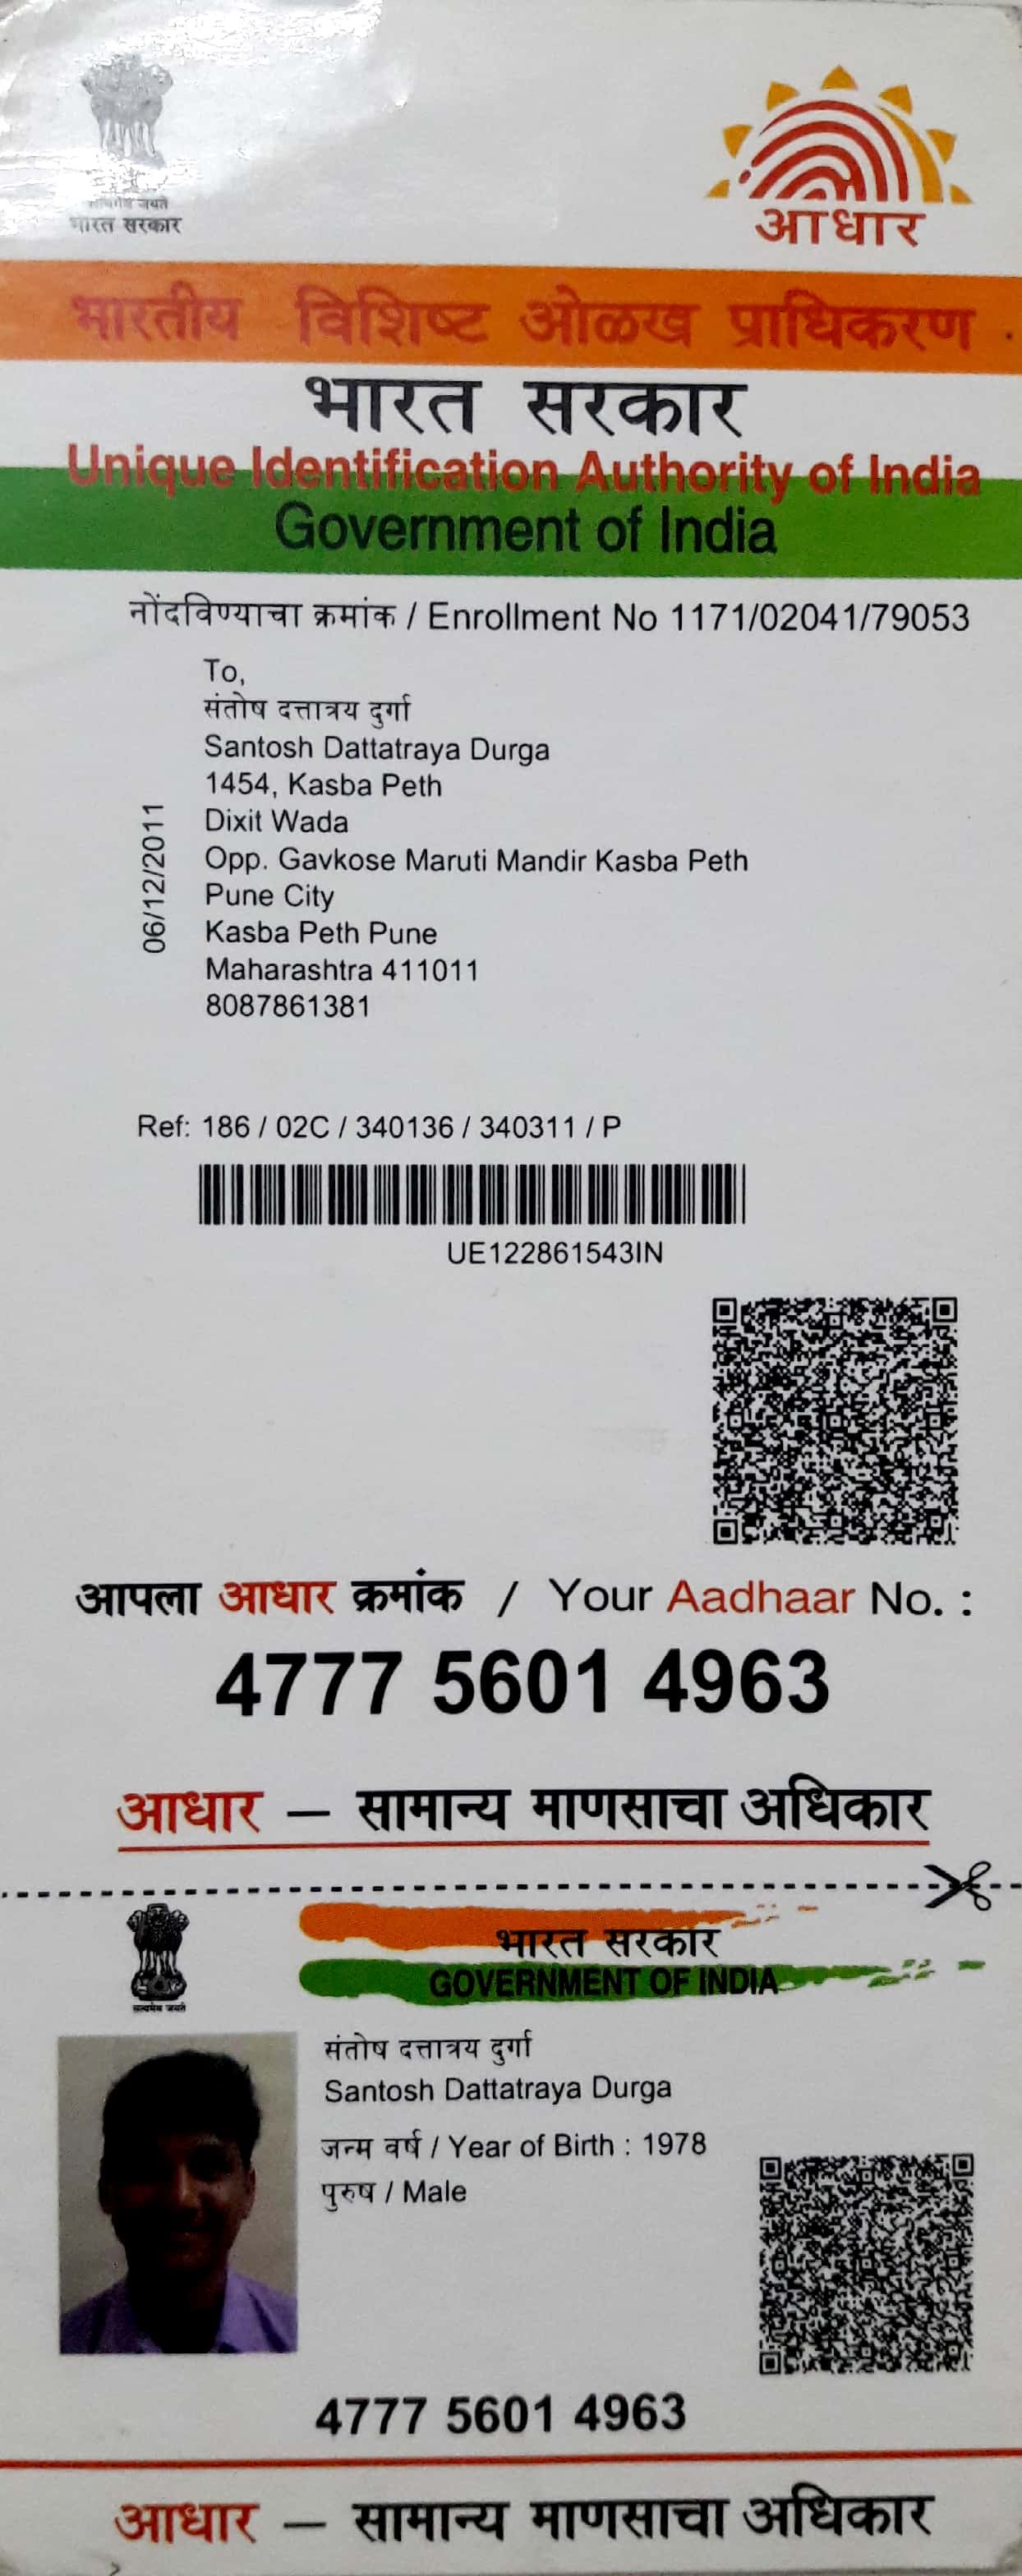 सत्यमेव जयते
भारत सरकार
आधार
भारतीय विशिष्ट ओळख प्राधिकरण
भारत सरकार
Unique Identification Authority of India
Government of India
नोंदविण्याचा क्रमांक / Enrollment No 1171/02041/79053
To,
संतोष दत्तात्रय दुर्गा
Santosh Dattatraya Durga
1454, Kasba Peth
Dixit Wada
Opp. Gavkose Maruti Mandir Kasba Peth
Pune City
Kasba Peth Pune
Maharashtra 411011
8087861381
06/12/2011
Ref: 186 / 02C / 340136 / 340311 / P
UE122861543IN
आपला आधार क्रमांक / Your Aadhaar No. :
4777 5601 4963
आधार – सामान्य माणसाचा अधिकार
सत्यमेव जयते
भारत सरकार
GOVERNMENT OF INDIA
संतोष दत्तात्रय दुर्गा
Santosh Dattatraya Durga
जन्म वर्ष / Year of Birth : 1978
पुरुष / Male
4777 5601 4963
आधार – सामान्य माणसाचा अधिकार